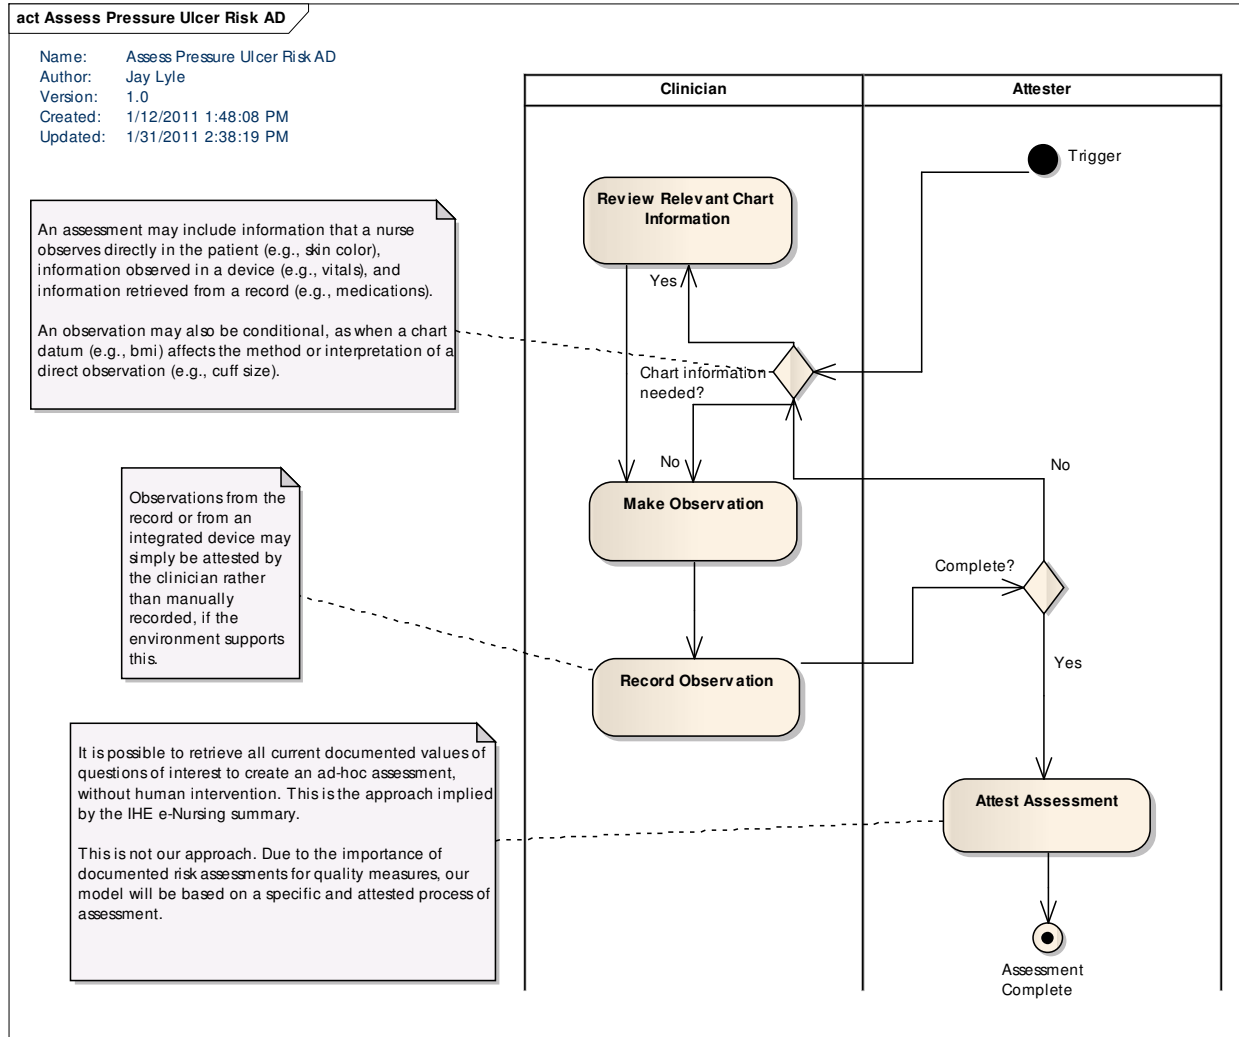 act Assess Pressure Ulcer Risk AD
Name: Assess Pressure Ulcer Risk AD
Author: Jay Lyle
Version: 1.0
Created: 1/12/2011 1:48:08 PM
Updated: 1/31/2011 2:38:19 PM
Clinician
Attester
Trigger
Review Relevant Chart
Information
An assessment may include information that a nurse
observes directly in the patient (e.g., skin color),
information observed in a device (e.g., vitals), and
information retrieved from a record (e.g., medications).
An observation may also be conditional, as when a chart
datum (e.g., bmi) affects the method or interpretation of a
direct observation (e.g., cuff size).
Yes
Chart information
needed?
No
No
Make Observation
Observations from the
record or from an
integrated device may
simply be attested by
the clinician rather
than manually
recorded, if the
environment supports
this.
Complete?
Yes
Record Observation
It is possible to retrieve all current documented values of
questions of interest to create an ad-hoc assessment,
without human intervention. This is the approach implied
by the IHE e-Nursing summary.
This is not our approach. Due to the importance of
documented risk assessments for quality measures, our
model will be based on a specific and attested process of
assessment.
Attest Assessment
Assessment
Complete